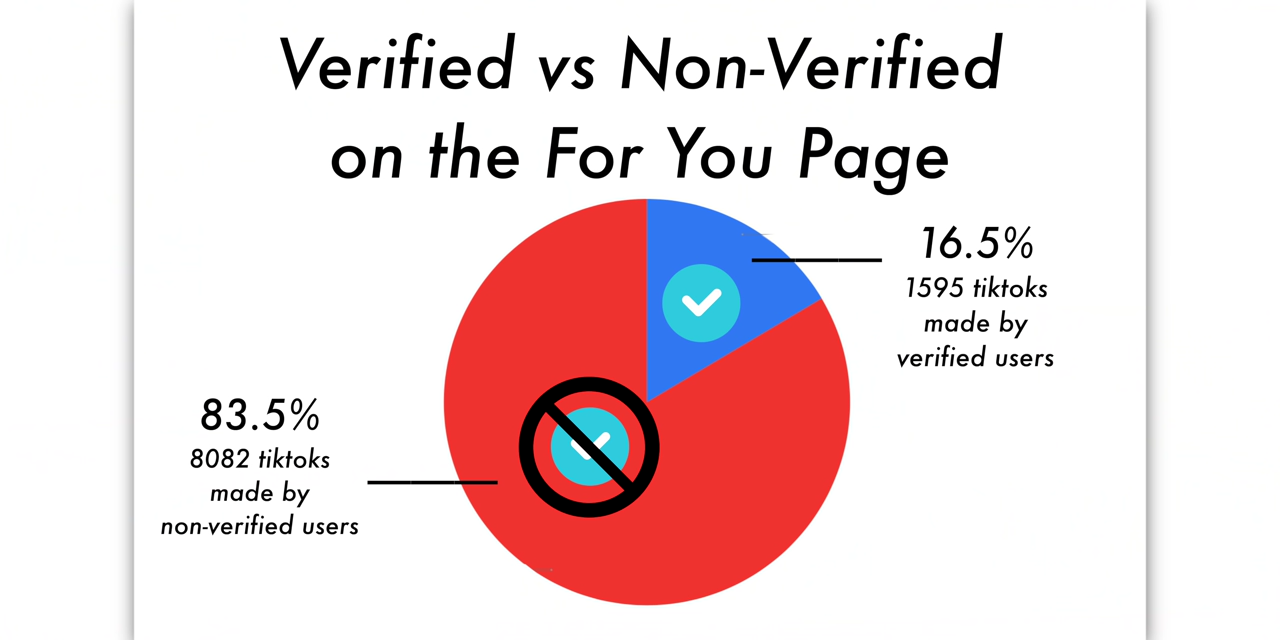 Verified vs Non-Verified
on the For You Page
16.5%
1595 tiktoks
made by
verified users
83.5%
8082 tiktoks
made by
non-verified users